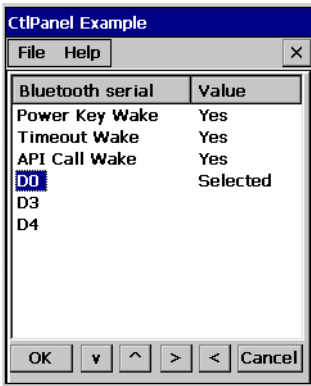 CtlPanel Example
File Help ×
Bluetooth serial Value
Power Key Wake Yes
Timeout Wake Yes
API Call Wake Yes
D0 Selected
D3
D4
OK v ^ > < Cancel